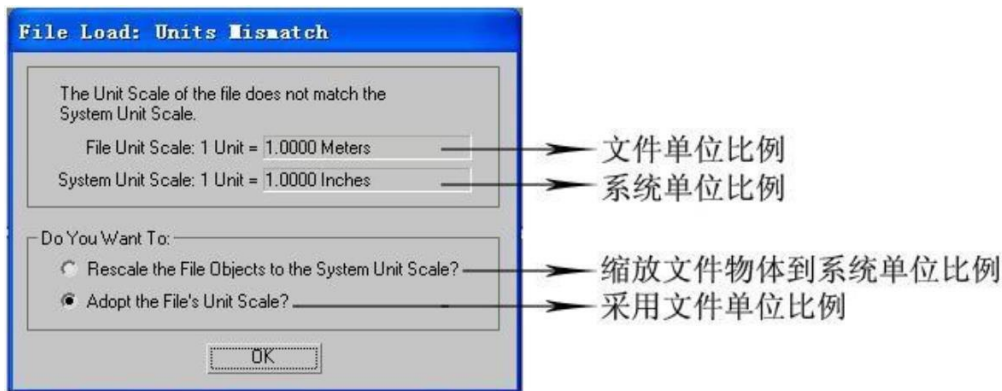 File Load: Units Mismatch
The Unit Scale of the file does not match the
System Unit Scale.
File Unit Scale: 1 Unit = 1.0000 Meters
文件单位比例
System Unit Scale: 1 Unit = 1.0000 Inches
系统单位比例
Do You Want To:
Rescale the File Objects to the System Unit Scale?
缩放文件物体到系统单位比例
Adopt the File's Unit Scale?
采用文件单位比例
OK